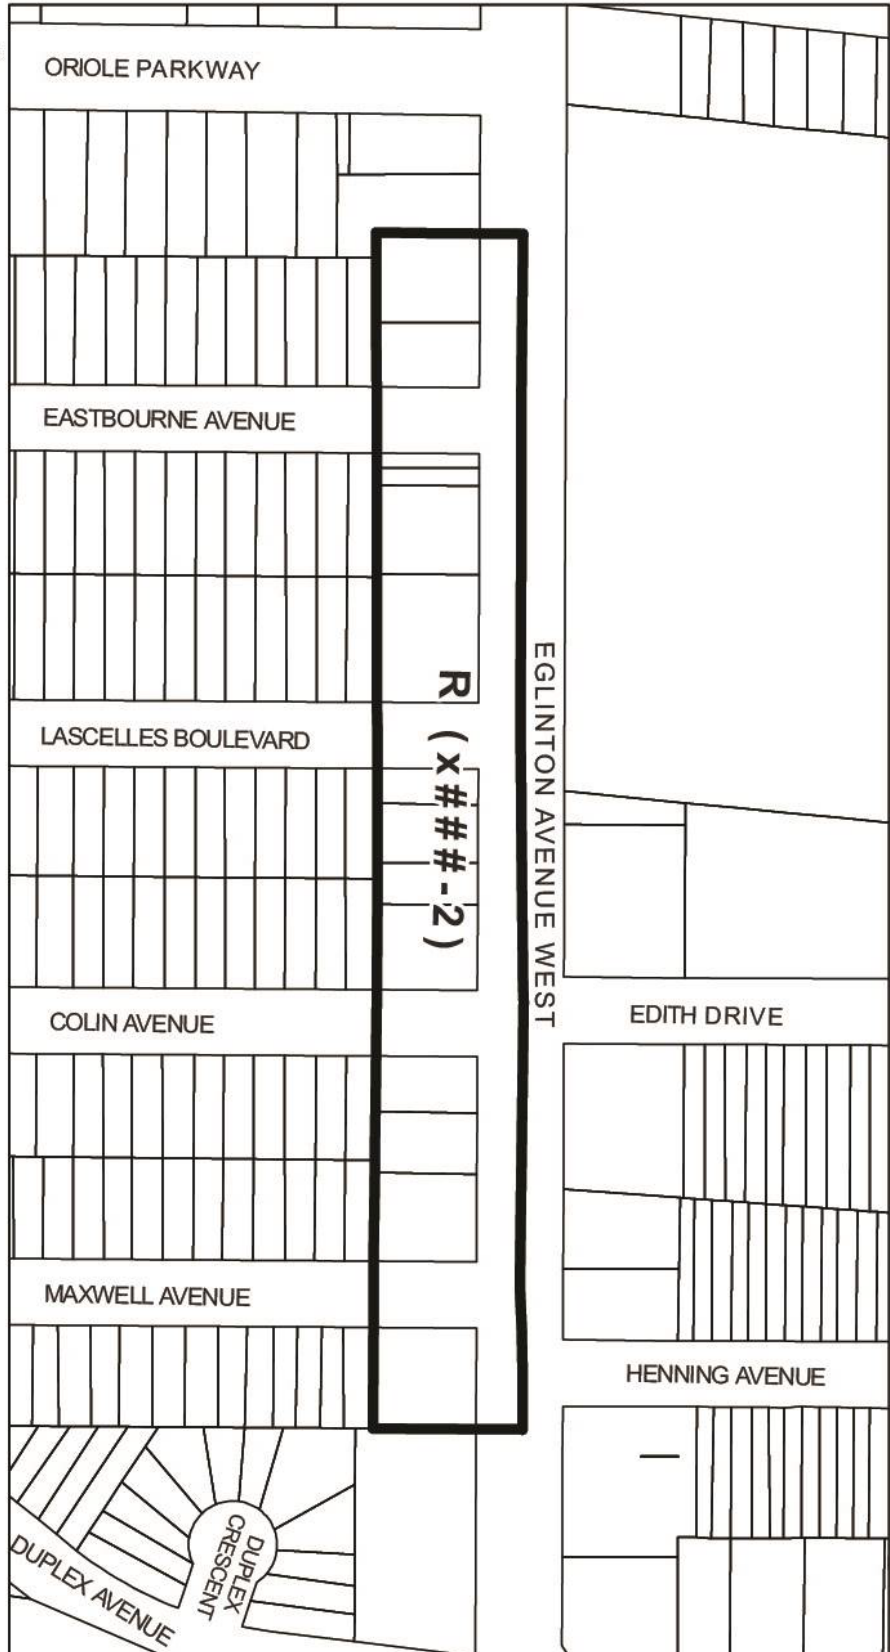 ORIOLE PARKWAY
EASTBOURNE AVENUE
EGLINTON AVENUE WEST
R (x###-2)
LASCELLES BOULEVARD
COLIN AVENUE
EDITH DRIVE
MAXWELL AVENUE
HENNING AVENUE
DUPLEX
CRESCENT
DUPLEX AVENUE